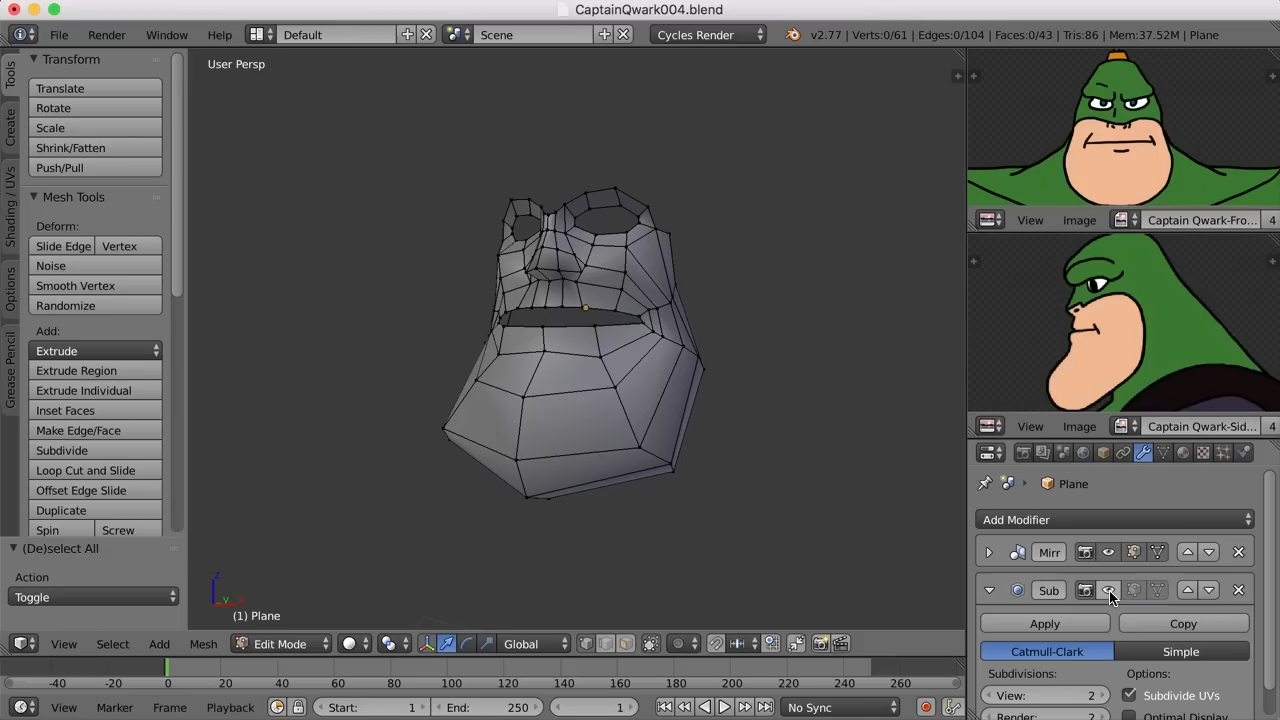 CaptainQwark004.blend
File Render Window Help Default Scene Cycles Render v2.77 | Verts:0/61 | Edges:0/104 | Faces:0/43 | Tris:86 | Mem:37.52M | Plane
Tools
Create
Shading / UVs
Options
Grease Pencil
Transform
Translate
Rotate
Scale
Shrink/Fatten
Push/Pull
Mesh Tools
Deform:
Slide Edge Vertex
Noise
Smooth Vertex
Randomize
Add:
Extrude
Extrude Region
Extrude Individual
Inset Faces
Make Edge/Face
Subdivide
Loop Cut and Slide
Offset Edge Slide
Duplicate
Spin Screw
(De)select All
Action
Toggle
User Persp
z
y
(1) Plane
View Select Add Mesh Edit Mode Global
View Image Captain Qwark-Fro... 4
View Image Captain Qwark-Sid... 4
Plane
Add Modifier
Mirr
Sub
Apply Copy
Catmull-Clark Simple
Subdivisions: Options:
View: 2 Subdivide UVs
Render: 2 Optimal Display
-40 -20 0 20 40 60 80 100 120 140 160 180 200 220 240 260
View Marker Frame Playback Start: 1 End: 250 1 No Sync